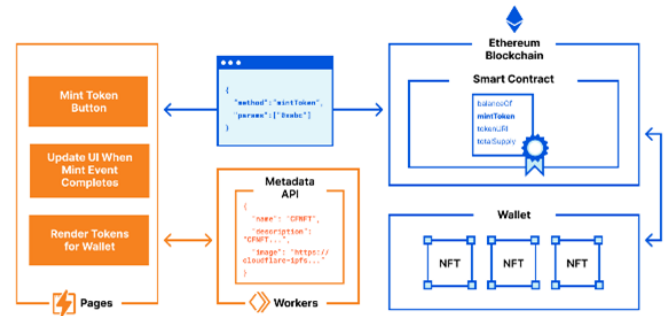 Ethereum
Blockchain
Smart Contract
balanceOf
mintToken
tokenURI
totalSupply
{
"method":"mintToken",
"params":["0xabc"]
}
Mint Token
Button
Update UI When
Mint Event
Completes
Render Tokens
for Wallet
Pages
Metadata
API
{
"name": "CFNFT",
"description":
"CFNFT...",
"image": "https://
cloudflare-ipfs..."
}
Workers
Wallet
NFT
NFT
NFT